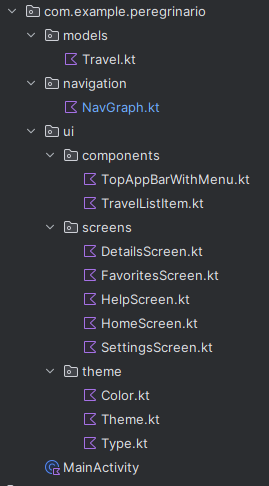 com.example.peregrinario
models
Travel.kt
navigation
NavGraph.kt
ui
components
TopAppBarWithMenu.kt
TravelListItem.kt
screens
DetailsScreen.kt
FavoritesScreen.kt
HelpScreen.kt
HomeScreen.kt
SettingsScreen.kt
theme
Color.kt
Theme.kt
Type.kt
MainActivity